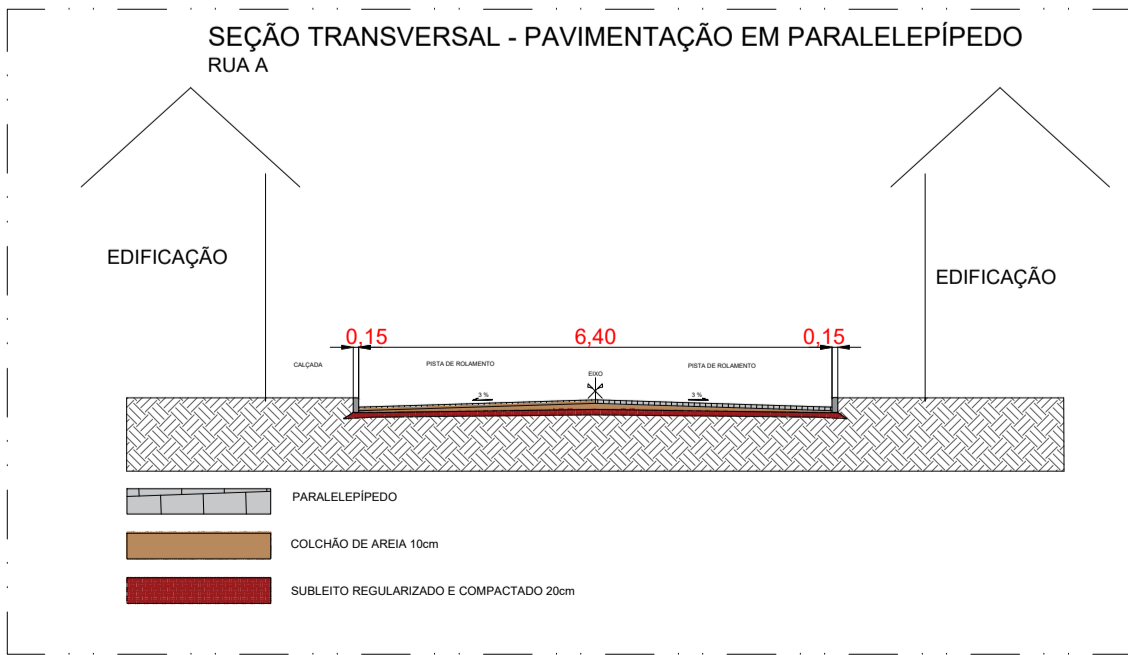 SEÇÃO TRANSVERSAL - PAVIMENTAÇÃO EM PARALELEPÍPEDO
RUA A
EDIFICAÇÃO
EDIFICAÇÃO
0,15
6,40
0,15
CALÇADA
PISTA DE ROLAMENTO
PISTA DE ROLAMENTO
EIXO
3 %
3 %
PARALELEPÍPEDO
COLCHÃO DE AREIA 10cm
SUBLEITO REGULARIZADO E COMPACTADO 20cm